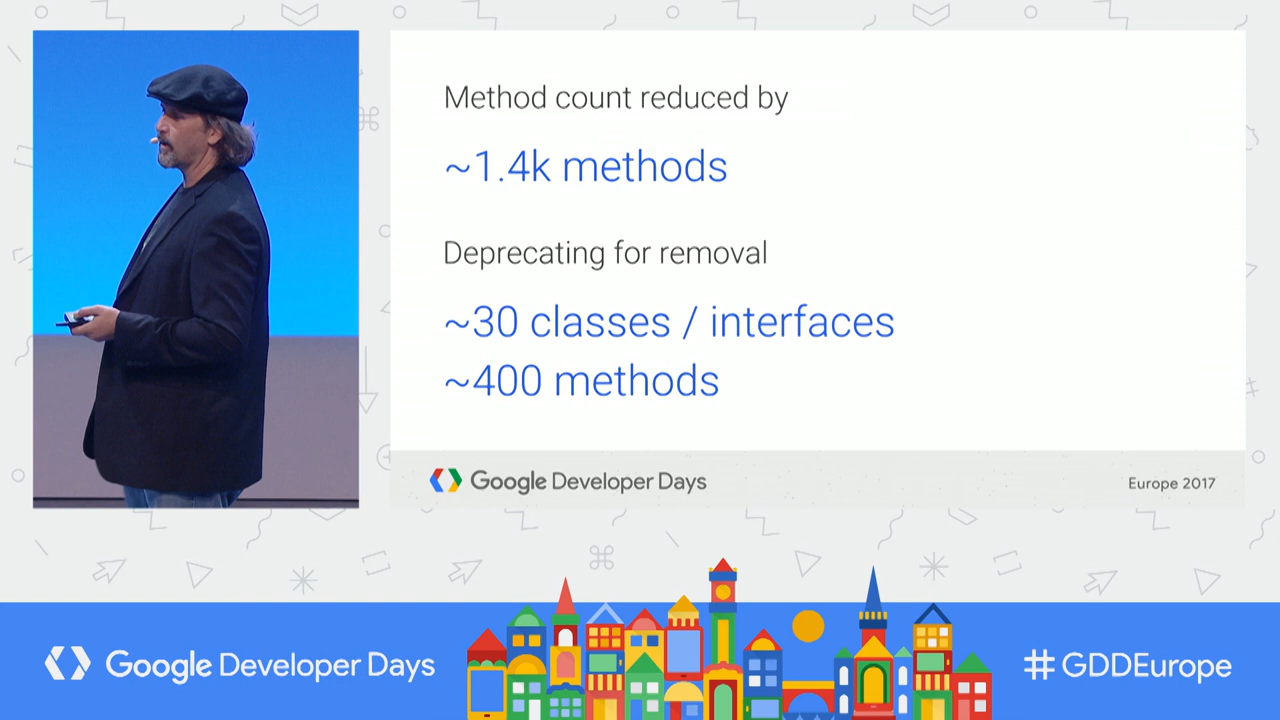 Method count reduced by
~1.4k methods
Deprecating for removal
~30 classes / interfaces
~400 methods
Google Developer Days
Europe 2017
Google Developer Days
#GDDEurope